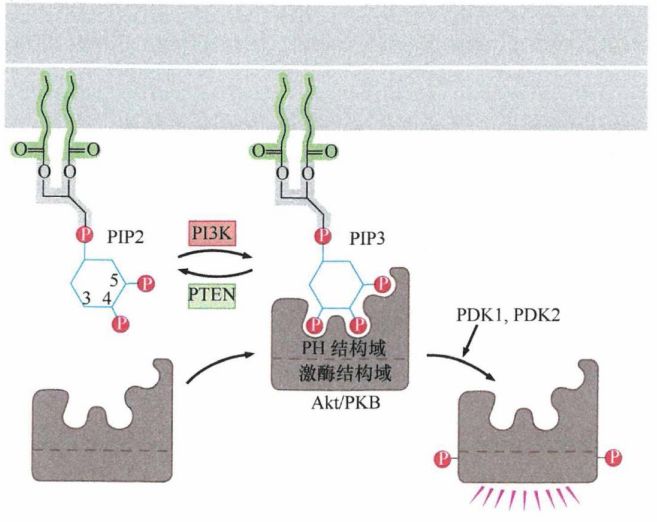 O
O
O
O
P
PIP2
3
4
5
P
P
PI3K
PTEN
O
O
O
O
P
PIP3
P
P
P
PH 结构域
激酶结构域
Akt/PKB
PDK1, PDK2
P
P